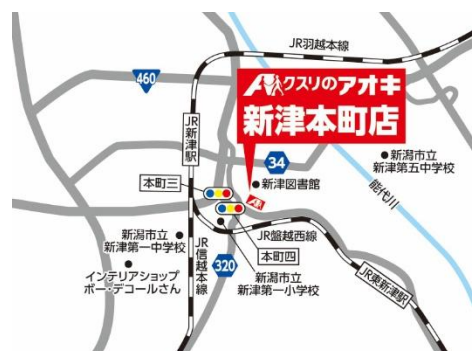 JR羽越本線
460
クスリのアオキ
新津本町店
JR新津駅
34
新潟市立
新津第五中学校
本町三
新津図書館
能代川
新潟市立
新津第一中学校
JR信越本線
JR磐越西線
本町四
320
インテリアショップ
ボー・デコールさん
新潟市立
新津第一小学校
JR東新津駅